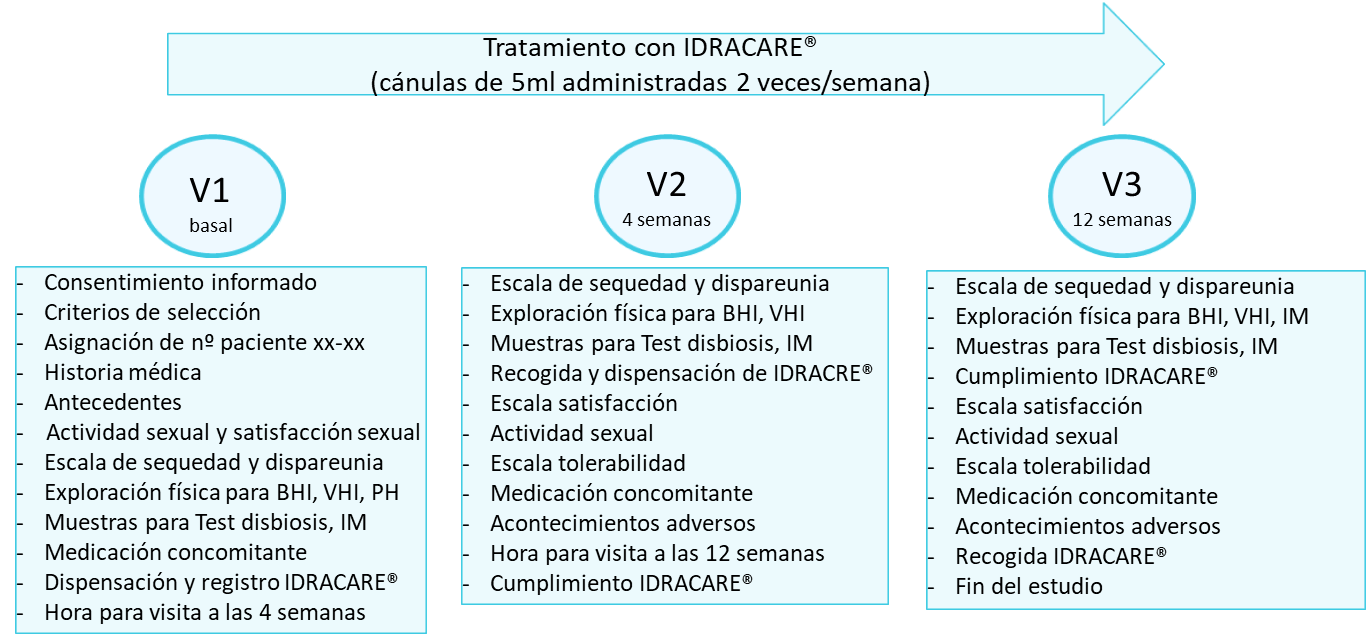 Tratamiento con IDRACARE®
(cánulas de 5ml administradas 2 veces/semana)
V1
basal
- Consentimiento informado
- Criterios de selección
- Asignación de nº paciente xx-xx
- Historia médica
- Antecedentes
- Actividad sexual y satisfacción sexual
- Escala de sequedad y dispareunia
- Exploración física para BHI, VHI, PH
- Muestras para Test disbiosis, IM
- Medicación concomitante
- Dispensación y registro IDRACARE®
- Hora para visita a las 4 semanas
V2
4 semanas
- Escala de sequedad y dispareunia
- Exploración física para BHI, VHI
- Muestras para Test disbiosis, IM
- Recogida y dispensación de IDRACRE®
- Escala satisfacción
- Actividad sexual
- Escala tolerabilidad
- Medicación concomitante
- Acontecimientos adversos
- Hora para visita a las 12 semanas
- Cumplimiento IDRACARE®
V3
12 semanas
- Escala de sequedad y dispareunia
- Exploración física para BHI, VHI, IM
- Muestras para Test disbiosis, IM
- Cumplimiento IDRACARE®
- Escala satisfacción
- Actividad sexual
- Escala tolerabilidad
- Medicación concomitante
- Acontecimientos adversos
- Recogida IDRACARE®
- Fin del estudio